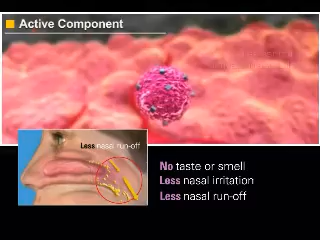 Active Component
Less nasal run-off
No taste or smell
Less nasal irritation
Less nasal run-off